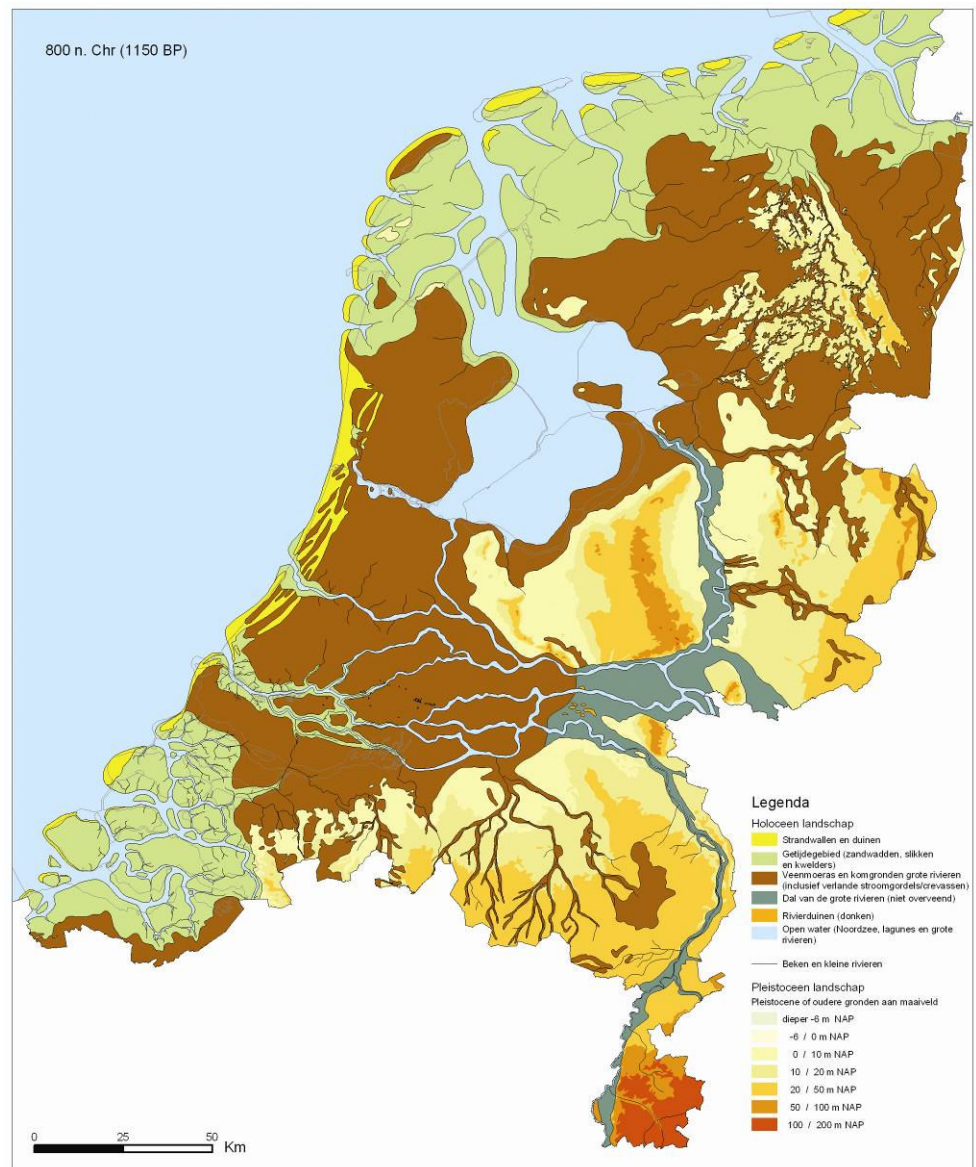 800 n. Chr (1150 BP)
Legenda
Holoceen landschap
Strandwallen en duinen
Getijdegebied (zandwadden, slikken
en kwelders)
Veenmoeras en komgronden grote rivieren
(inclusief verlande stroomgordels/crevassen)
Dal van de grote rivieren (niet overveend)
Rivierduinen (donken)
Open water (Noordzee, lagunes en grote
rivieren)
Beken en kleine rivieren
Pleistoceen landschap
Pleistocene of oudere gronden aan maaiveld
dieper -6 m NAP
-6 / 0 m NAP
0 / 10 m NAP
10 / 20 m NAP
20 / 50 m NAP
50 / 100 m NAP
100 / 200 m NAP
0 25 50 Km